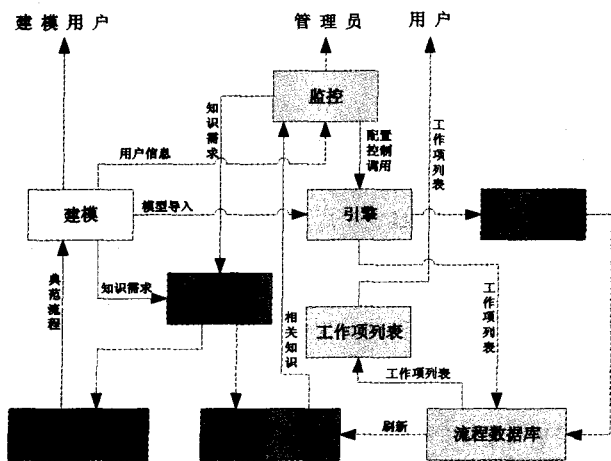 建模用户
管理员
用户
监控
知识需求
配置
控制
调用
工作项列表
用户信息
建模
模型导入
引擎
典范流程
知识需求
相关知识
工作项列表
工作项列表
工作项列表
刷新
流程数据库